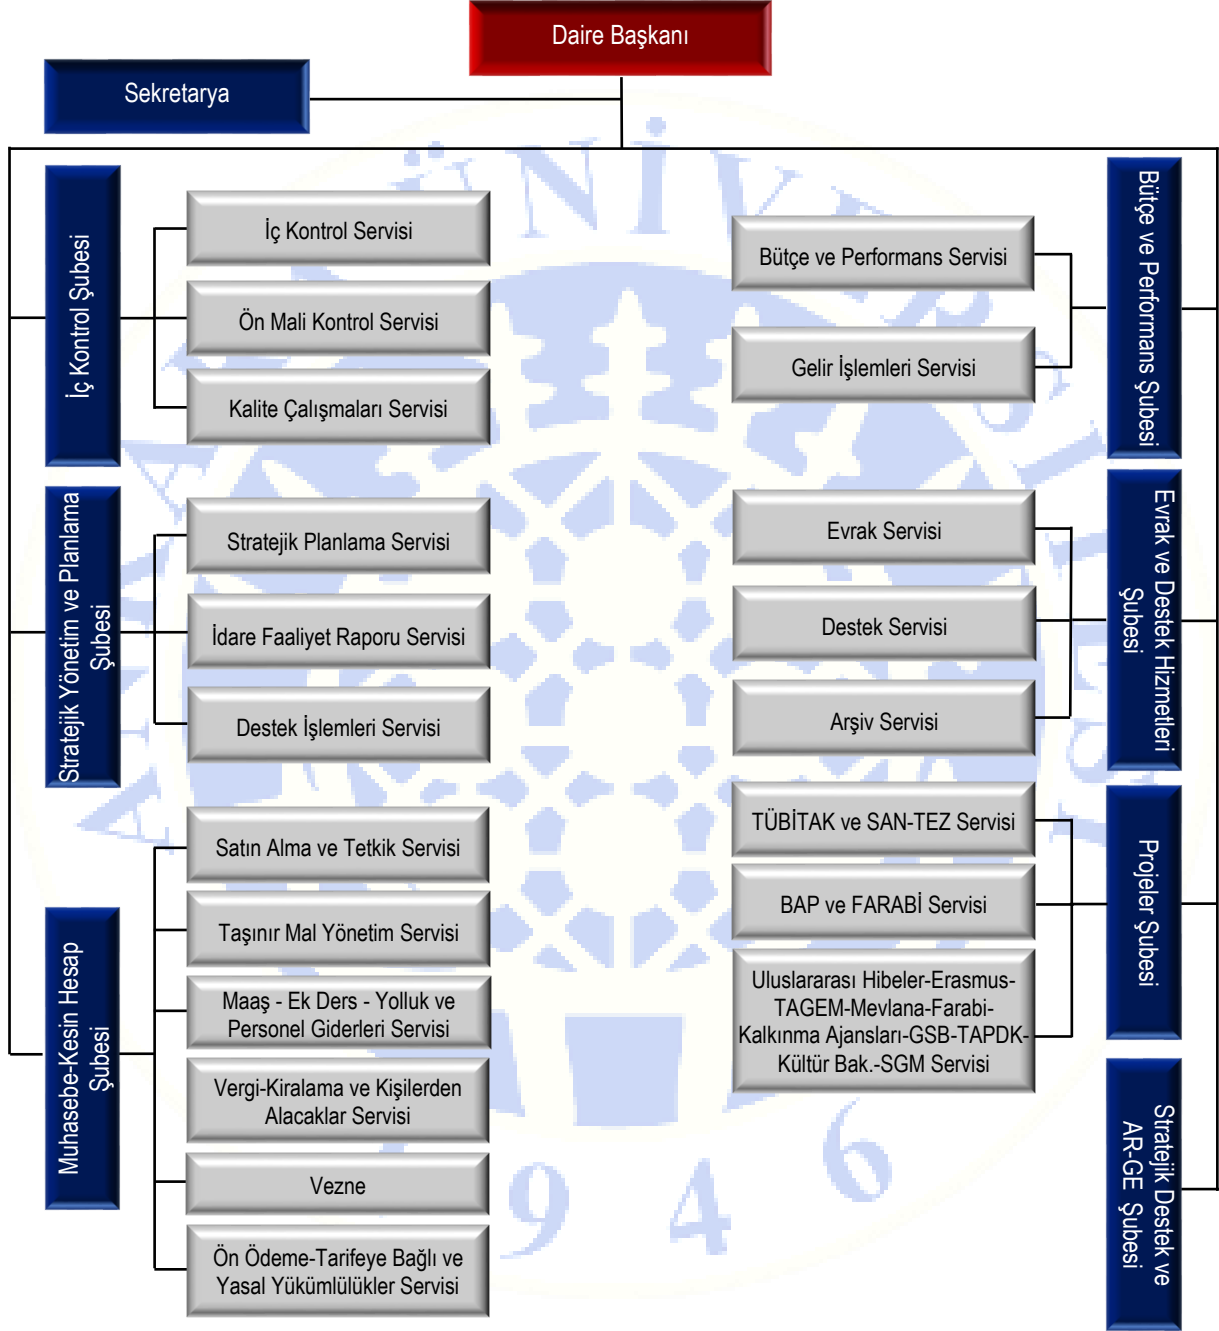 Daire Başkanı
Sekretarya
İç Kontrol Şubesi
İç Kontrol Servisi
Ön Mali Kontrol Servisi
Kalite Çalışmaları Servisi
Stratejik Yönetim ve Planlama
Şubesi
Stratejik Planlama Servisi
İdare Faaliyet Raporu Servisi
Destek İşlemleri Servisi
Muhasebe-Kesin Hesap
Şubesi
Satın Alma ve Tetkik Servisi
Taşınır Mal Yönetim Servisi
Maaş - Ek Ders - Yolluk ve
Personel Giderleri Servisi
Vergi-Kiralama ve Kişilerden
Alacaklar Servisi
Vezne
Ön Ödeme-Tarifeye Bağlı ve
Yasal Yükümlülükler Servisi
Bütçe ve Performans Şubesi
Bütçe ve Performans Servisi
Gelir İşlemleri Servisi
Evrak ve Destek Hizmetleri
Şubesi
Evrak Servisi
Destek Servisi
Arşiv Servisi
Projeler Şubesi
TÜBİTAK ve SAN-TEZ Servisi
BAP ve FARABİ Servisi
Uluslararası Hibeler-Erasmus-
TAGEM-Mevlana-Farabi-
Kalkınma Ajansları-GSB-TAPDK-
Kültür Bak.-SGM Servisi
Stratejik Destek ve
AR-GE Şubesi